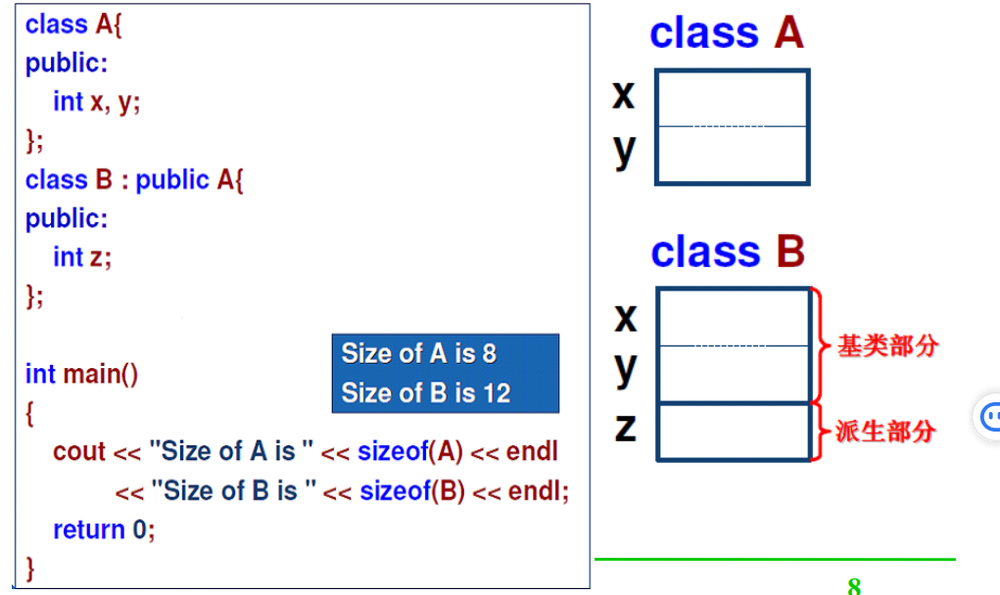 class A{
public:
int x, y;
};
class B : public A{
public:
int z;
};
int main()
{
cout << "Size of A is " << sizeof(A) << endl
<< "Size of B is " << sizeof(B) << endl;
return 0;
}
Size of A is 8
Size of B is 12
class A
x
y
class B
x
y
z
基类部分
派生部分
8